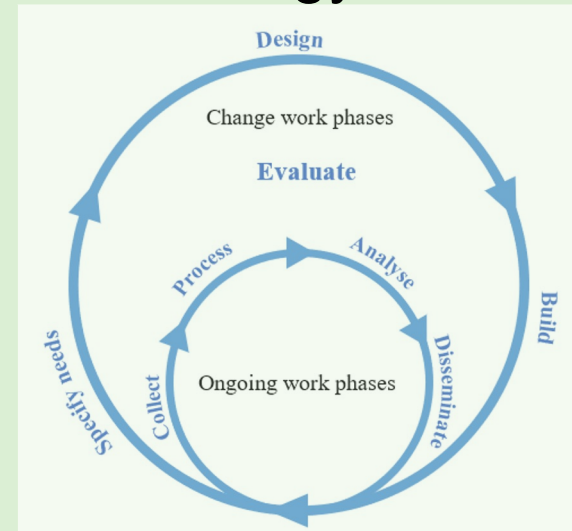 Design
Change work phases
Evaluate
Process
Analyse
Build
Specify needs
Collect
Ongoing work phases
Disseminate